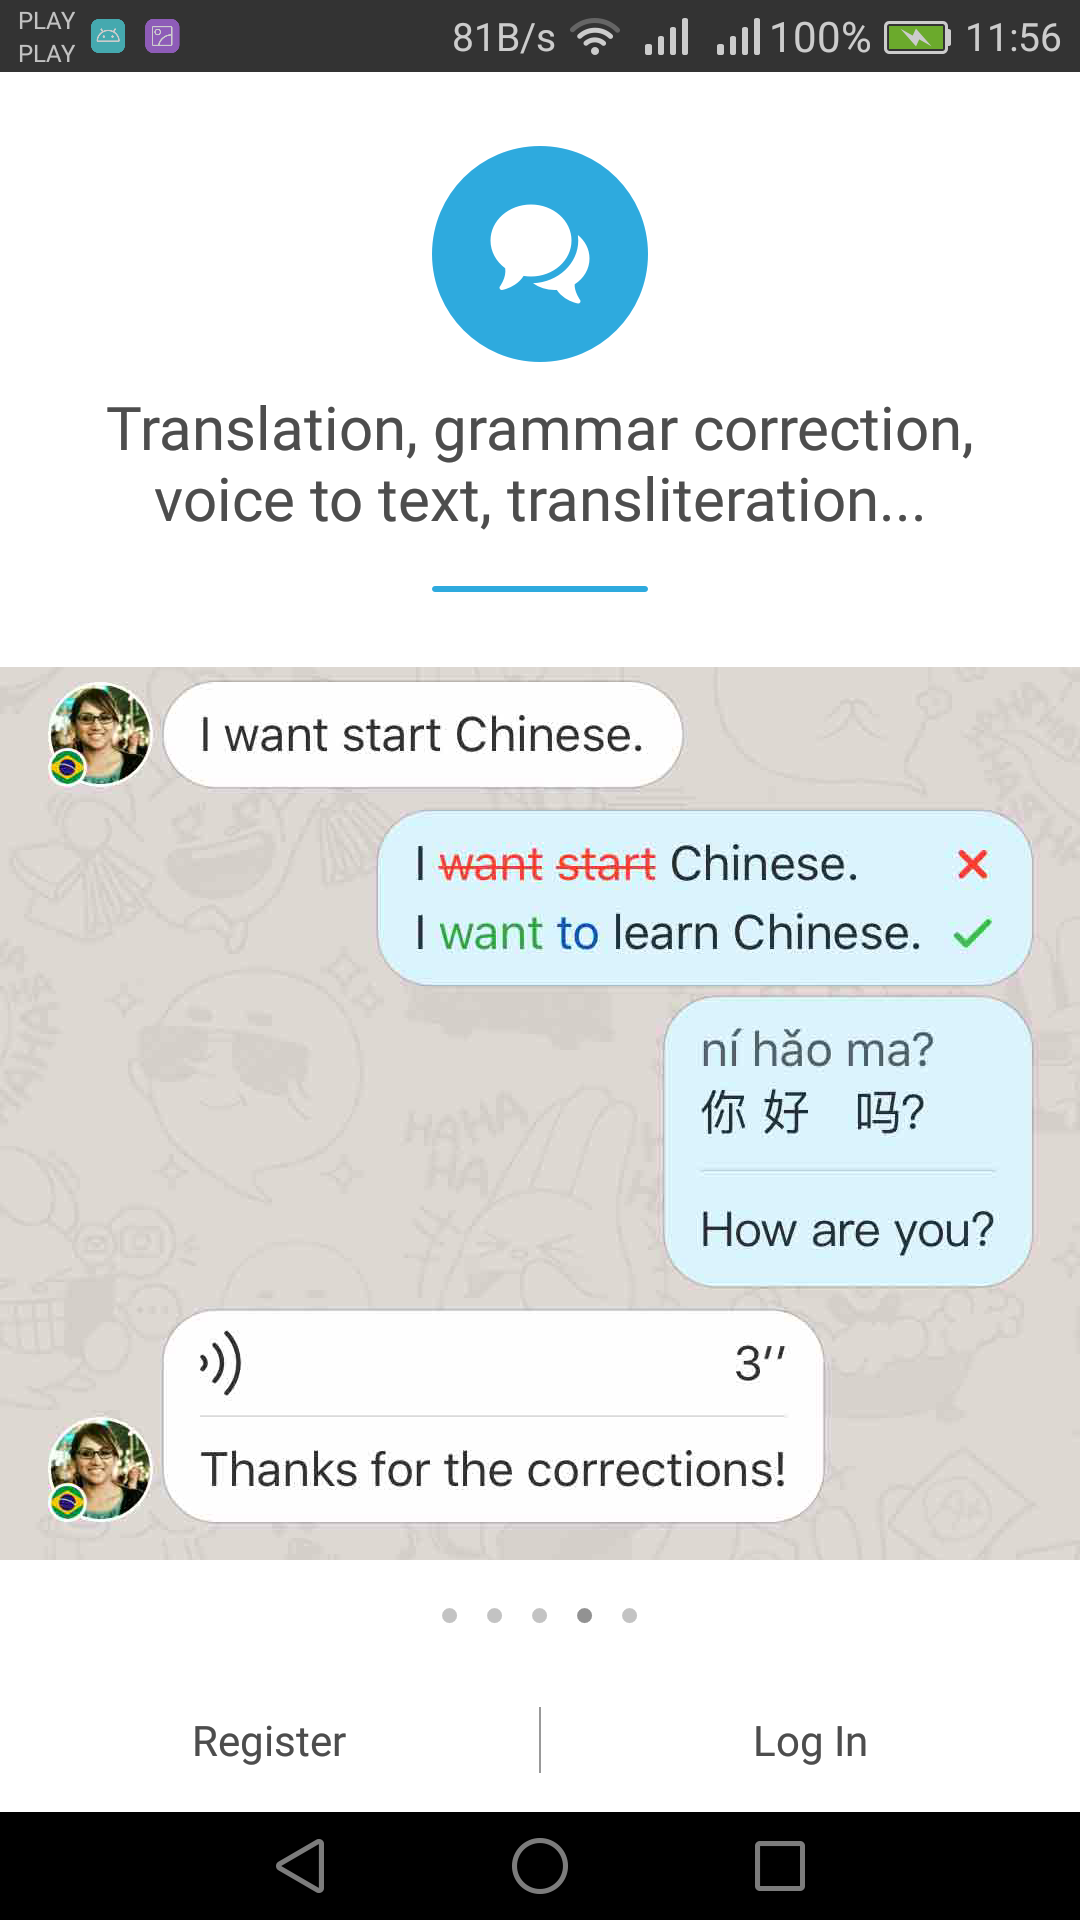 PLAY
PLAY
81B/s 100% 11:56
Translation, grammar correction,
voice to text, transliteration...
I want start Chinese.
I want start Chinese.
I want to learn Chinese.
ní hǎo ma?
你 好 吗?
How are you?
3′′
Thanks for the corrections!
Register
Log In